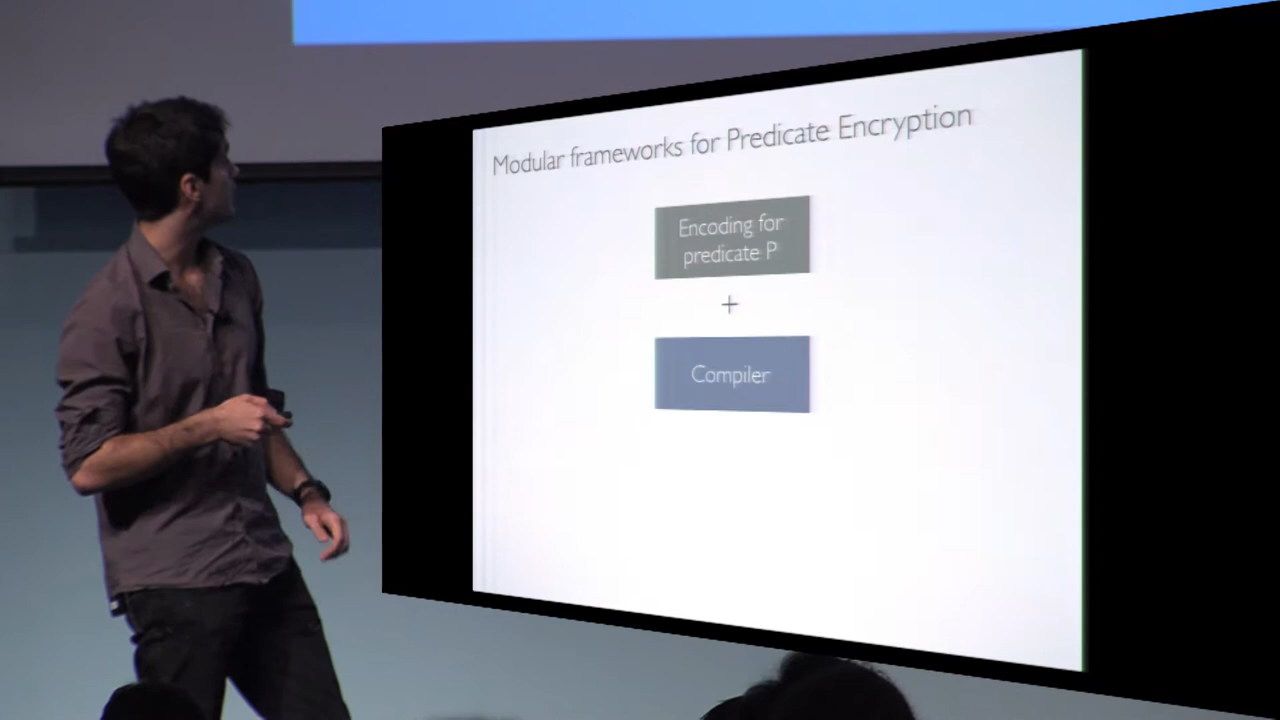 Modular frameworks for Predicate Encryption
Encoding for
predicate P
+
Compiler